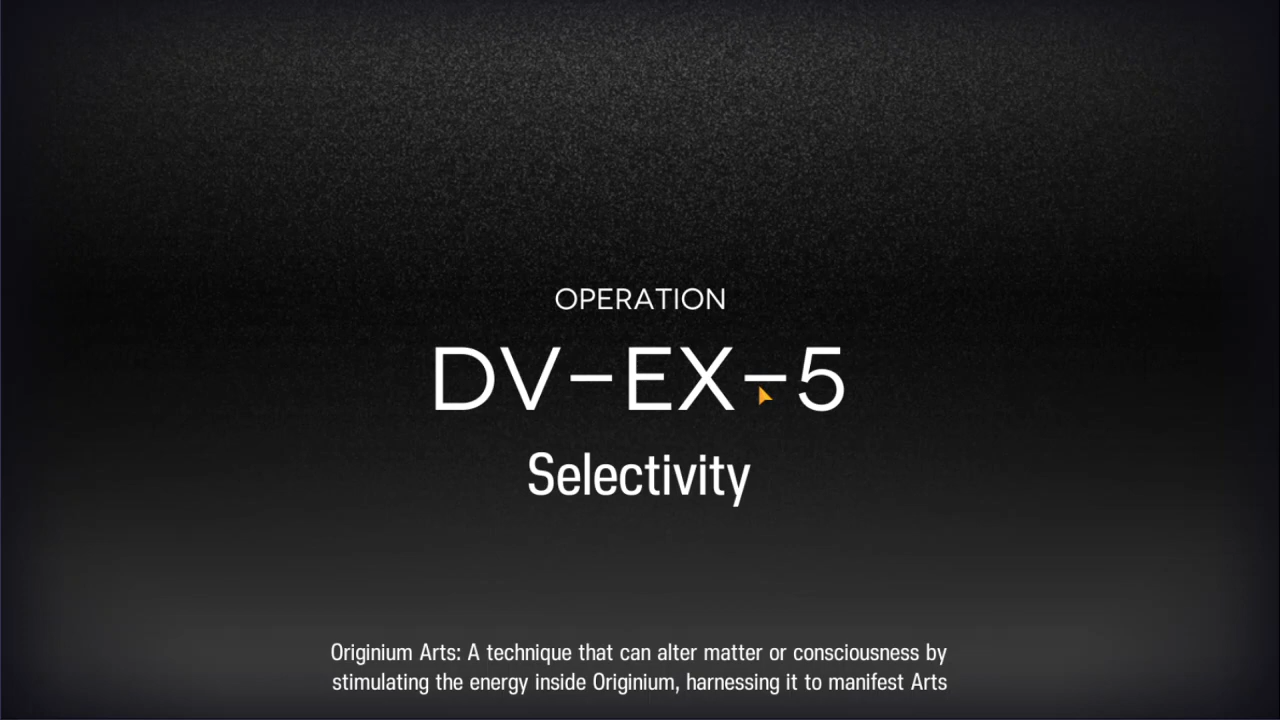 OPERATION
DV-EX-5
Selectivity
Originium Arts: A technique that can alter matter or consciousness by
stimulating the energy inside Originium, harnessing it to manifest Arts